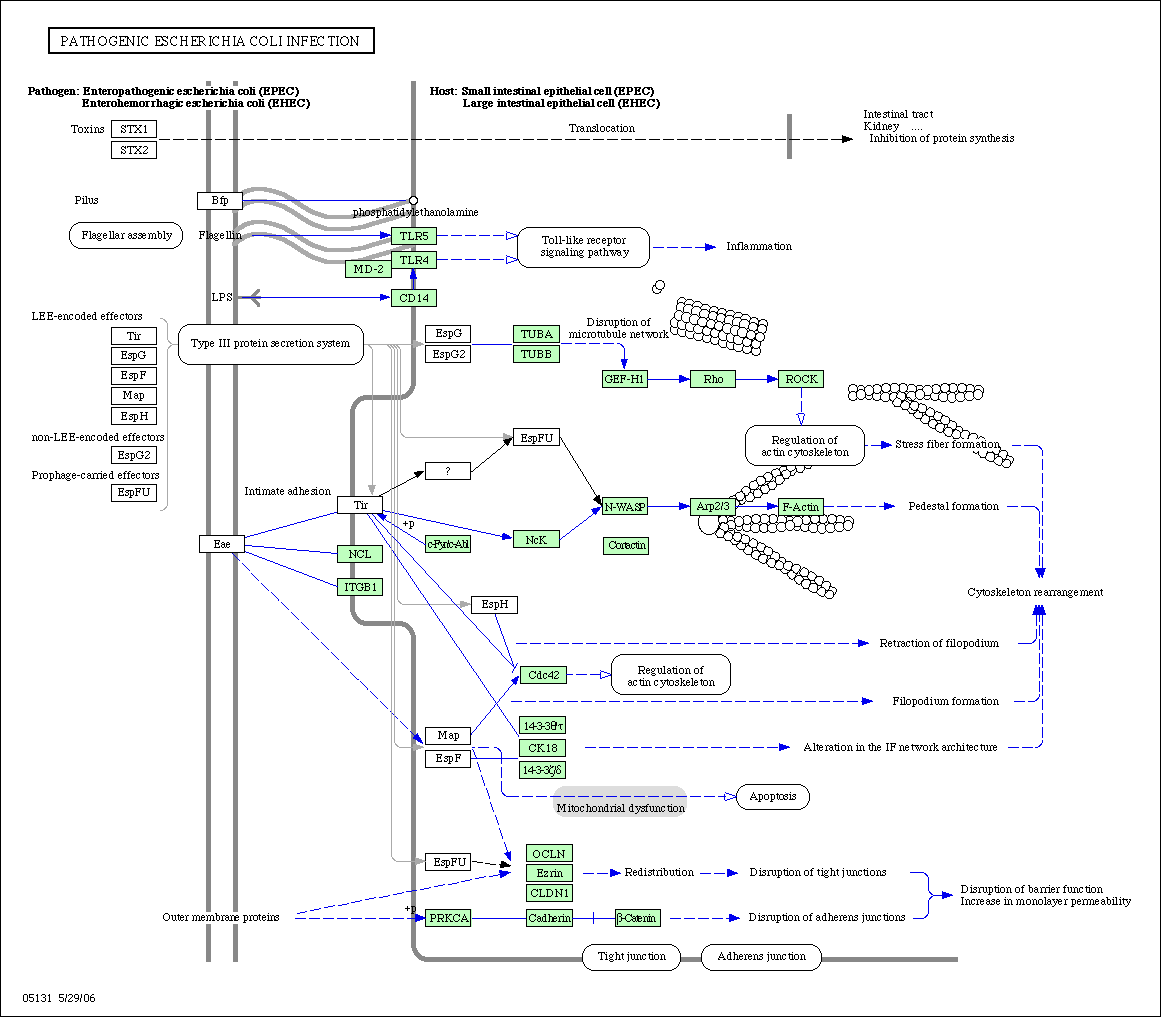 PATHOGENIC ESCHERICHIA COLI INFECTION
Pathogen: Enteropathogenic escherichia coli (EPEC)
Enterohemorrhagic escherichia coli (EHEC)
Host: Small intestinal epithelial cell (EPEC)
Large intestinal epithelial cell (EHEC)
Toxins
STX1
STX2
Translocation
Intestinal tract
Kidney ....
Inhibition of protein synthesis
Pilus
Bfp
phosphatidylethanolamine
Flagellar assembly
Flagellin
TLR5
TLR4
MD-2
Toll-like receptor
signaling pathway
Inflammation
LPS
CD14
LEE-encoded effectors
Tir
EspG
EspF
Map
EspH
non-LEE-encoded effectors
EspG2
Prophage-carried effectors
EspFU
Type III protein secretion system
EspG
EspG2
TUBA
TUBB
Disruption of
microtubule network
GEF-H1
Rho
ROCK
Regulation of
actin cytoskeleton
Stress fiber formation
EspFU
?
Intimate adhesion
Tir
+p
c-Fyn/c-Abl
NcK
N-WASP
Cortactin
Arp2/3
F-Actin
Pedestal formation
Eae
NCL
ITGB1
Cytoskeleton rearrangement
EspH
Retraction of filopodium
Cdc42
Regulation of
actin cytoskeleton
Filopodium formation
Map
EspF
14-3-3θ/τ
CK18
14-3-3ζ/δ
Alteration in the IF network architecture
Mitochondrial dysfunction
Apoptosis
EspFU
OCLN
Ezrin
CLDN1
Redistribution
Disruption of tight junctions
Disruption of barrier function
Increase in monolayer permeability
Outer membrane proteins
+p
PRKCA
Cadherin
β-Catenin
Disruption of adherens junctions
Tight junction
Adherens junction
05131 5/29/06